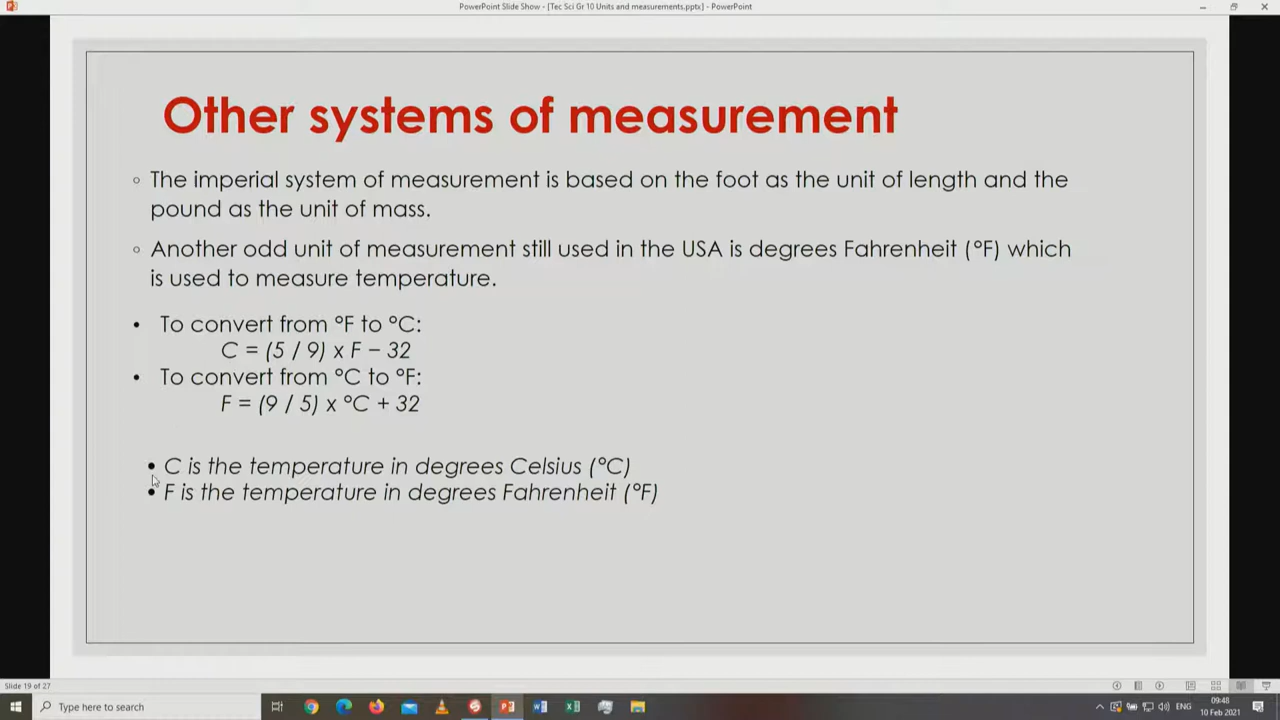 PowerPoint Slide Show - [Tec Sci Gr 10 Units and measurements.pptx] - PowerPoint
Other systems of measurement
◦ The imperial system of measurement is based on the foot as the unit of length and the
pound as the unit of mass.
◦ Another odd unit of measurement still used in the USA is degrees Fahrenheit (°F) which
is used to measure temperature.
• To convert from °F to °C:
C = (5 / 9) x F – 32
• To convert from °C to °F:
F = (9 / 5) x °C + 32
• C is the temperature in degrees Celsius (°C)
• F is the temperature in degrees Fahrenheit (°F)
Slide 19 of 27
Type here to search
ENG
09:48
10 Feb 2021